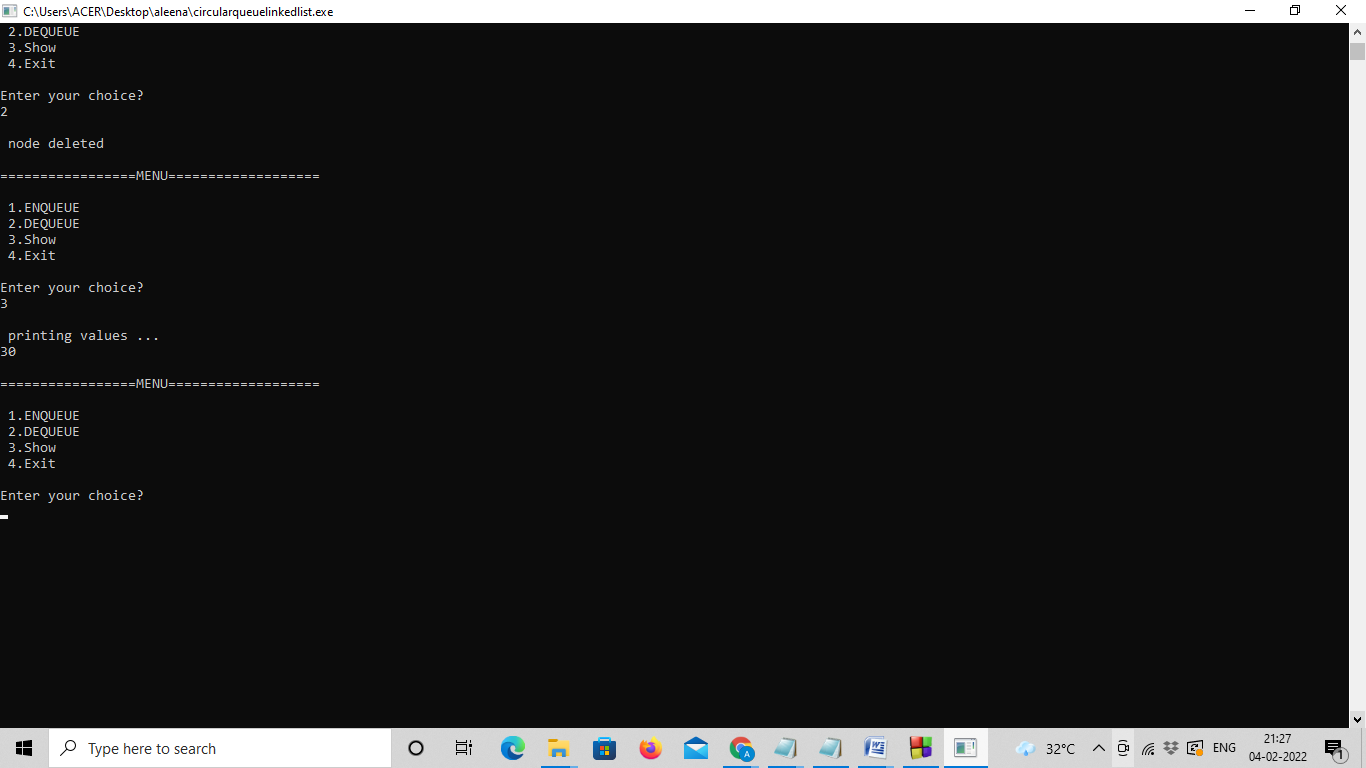 C:\Users\ACER\Desktop\aleena\circularqueuelinkedlist.exe
2.DEQUEUE
3.Show
4.Exit
Enter your choice?
2
node deleted
=================MENU===================
1.ENQUEUE
2.DEQUEUE
3.Show
4.Exit
Enter your choice?
3
printing values ...
30
=================MENU===================
1.ENQUEUE
2.DEQUEUE
3.Show
4.Exit
Enter your choice?
Type here to search
A
W
32°C
ENG
21:27
04-02-2022
1